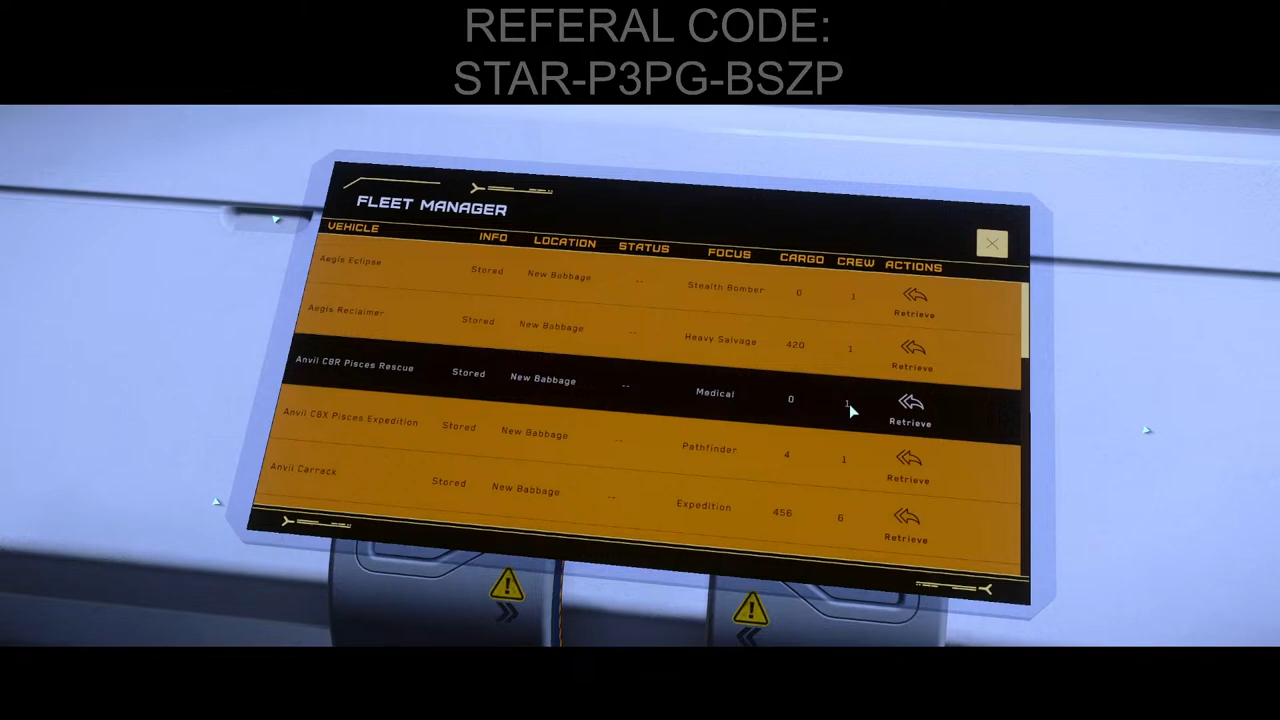 REFERAL CODE:
STAR-P3PG-BSZP
FLEET MANAGER
VEHICLE INFO LOCATION STATUS FOCUS CARGO CREW ACTIONS
Aegis Eclipse Stored New Babbage -- Stealth Bomber 0 1 Retrieve
Aegis Reclaimer Stored New Babbage -- Heavy Salvage 420 1 Retrieve
Anvil C8R Pisces Rescue Stored New Babbage -- Medical 0 1 Retrieve
Anvil C8X Pisces Expedition Stored New Babbage -- Pathfinder 4 1 Retrieve
Anvil Carrack Stored New Babbage -- Expedition 456 6 Retrieve